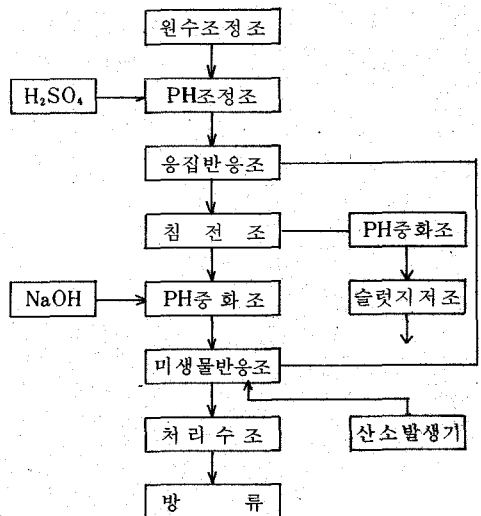 원수조정조
H₂SO₄
PH조정조
응집반응조
침 전 조
PH중화조
NaOH
PH중화조
슬럿지저조
미생물반응조
처리수조
산소발생기
방 류